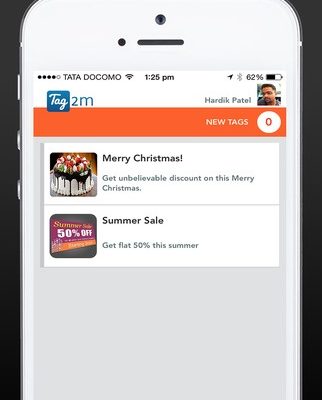 TATA DOCOMO 1:25 pm 62%
Tag2m
Hardik Patel
NEW TAGS 0
Merry Christmas!
Get unbelievable discount on this Merry
Christmas.
Summer Sale
Get flat 50% this summer
Summer Sale
50% OFF